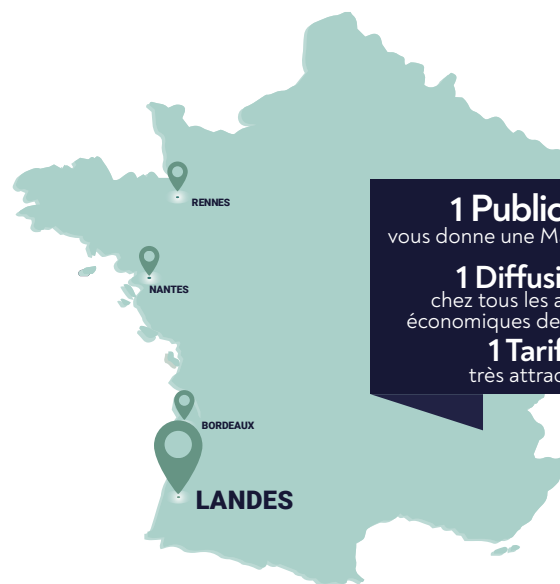 RENNES
1 Public
vous donne une M
1 Diffusi
chez tous les a
économiques de
NANTES
1 Tarif
très attrac
BORDEAUX
LANDES